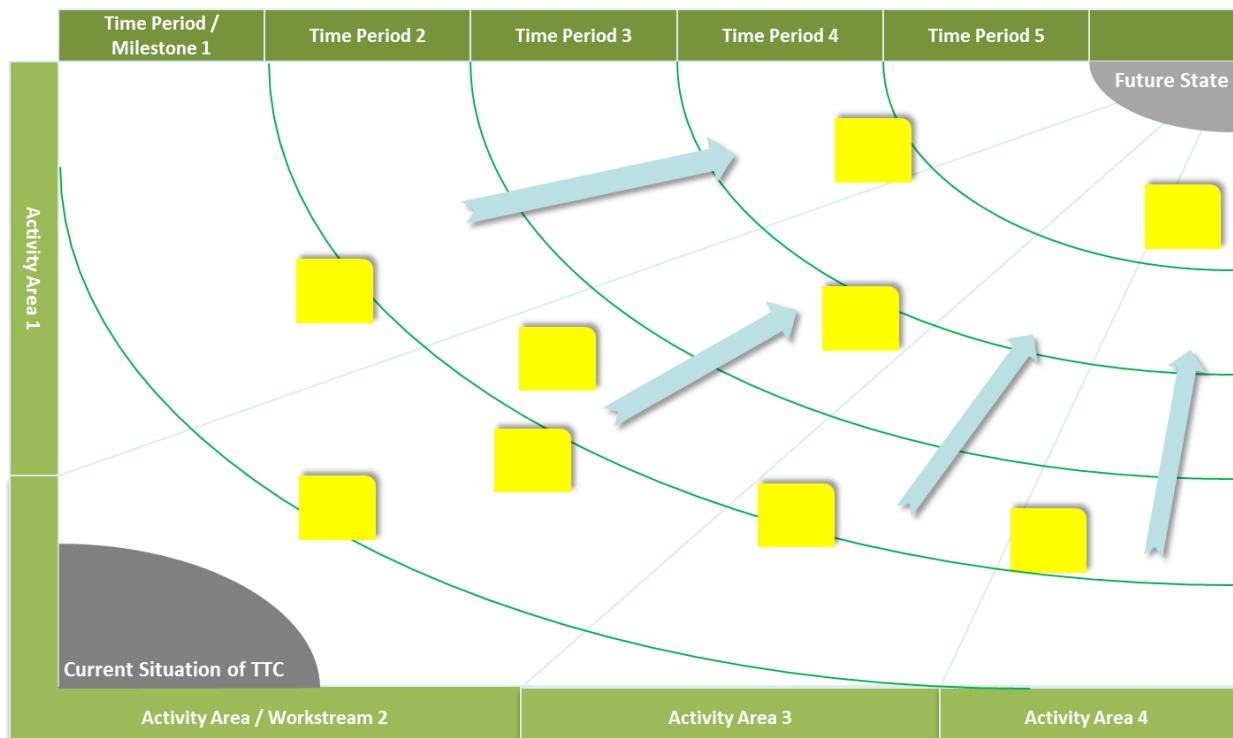 Time Period /
Milestone 1
Time Period 2
Time Period 3
Time Period 4
Time Period 5
Future State
Activity Area 1
Current Situation of TTC
Activity Area / Workstream 2
Activity Area 3
Activity Area 4